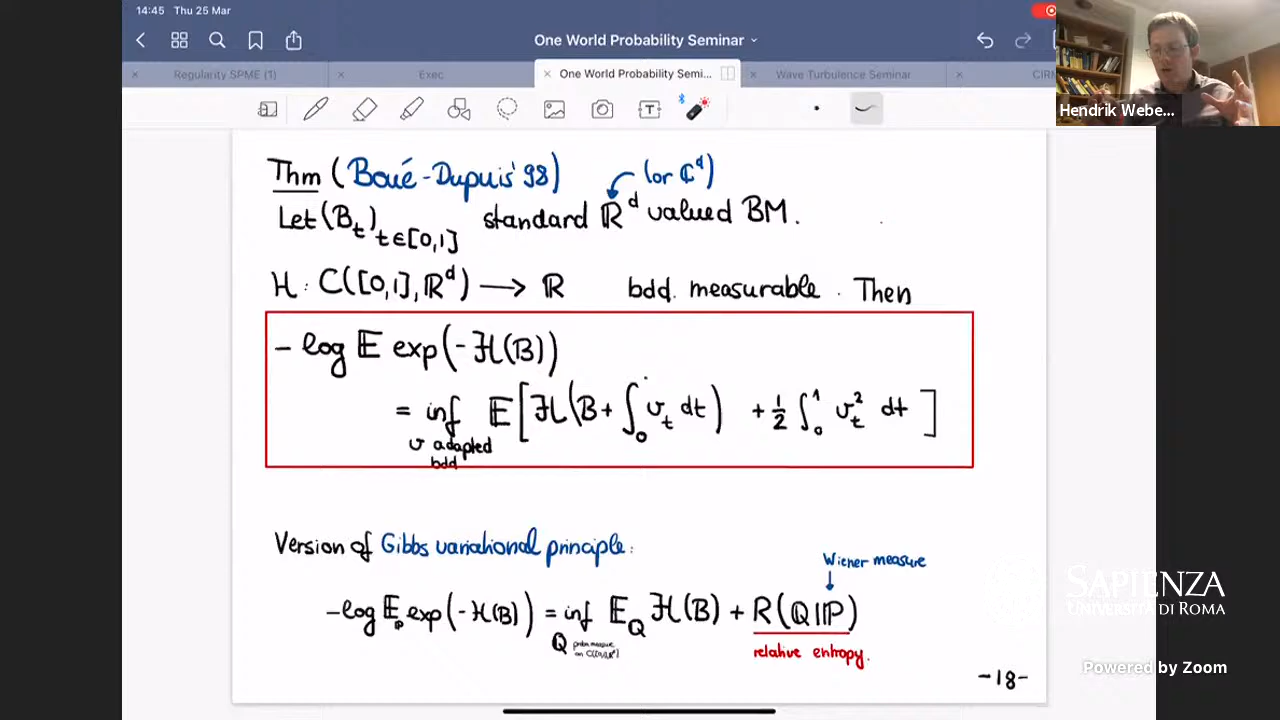 14:45 Thu 25 Mar
One World Probability Seminar
Regularity SPME (1)
Exec
One World Probability Semi...
Wave Turbulence Seminar
CIRM
Hendrik Webe...
Thm (Boué-Dupuis '98) (or ℂ^d)
Let (B_t)_{t∈[0,1]} standard ℝ^d valued BM.
H : C([0,1], ℝ^d) ⟶ ℝ bdd. measurable. Then
- log 𝔼 exp(-H(B))
= inf 𝔼[H(B + ∫_0^· v_t dt) + 1/2 ∫_0^1 v_t^2 dt]
v adapted
bdd
Version of Gibbs variational principle:
Wiener measure
-log 𝔼_P exp(-H(B)) = inf 𝔼_Q H(B) + R(Q||P)
Q
relative entropy.
-18-
SAPIENZA
UNIVERSITÀ DI ROMA
Powered by Zoom